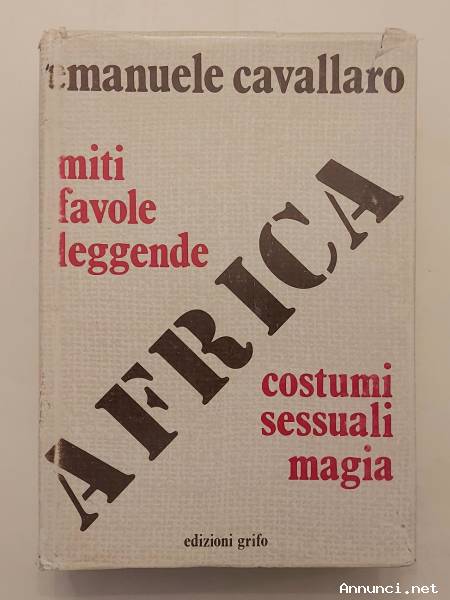 emanuele cavallaro
miti
favole
leggende
AFRICA
costumi
sessuali
magia
edizioni grifo
Annunci.net